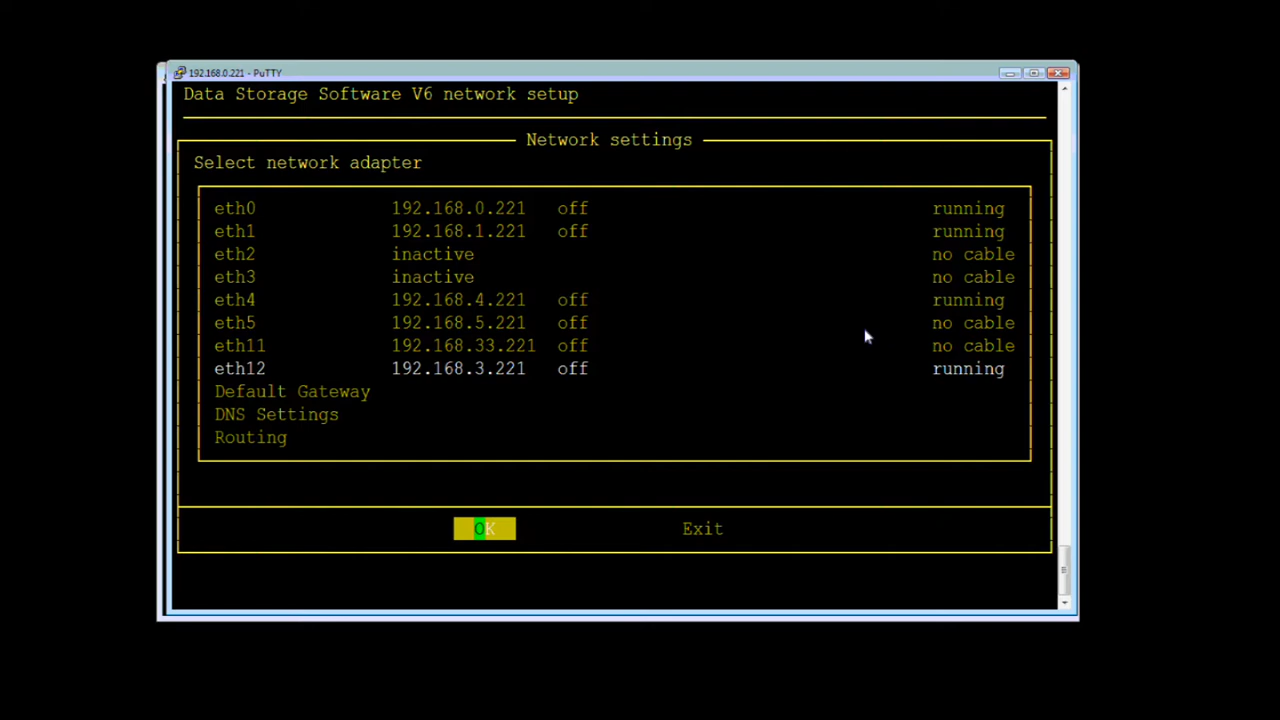 192.168.0.221 - PuTTY
Data Storage Software V6 network setup
Network settings
Select network adapter
eth0 192.168.0.221 off running
eth1 192.168.1.221 off running
eth2 inactive no cable
eth3 inactive no cable
eth4 192.168.4.221 off running
eth5 192.168.5.221 off no cable
eth11 192.168.33.221 off no cable
eth12 192.168.3.221 off running
Default Gateway
DNS Settings
Routing
OK Exit